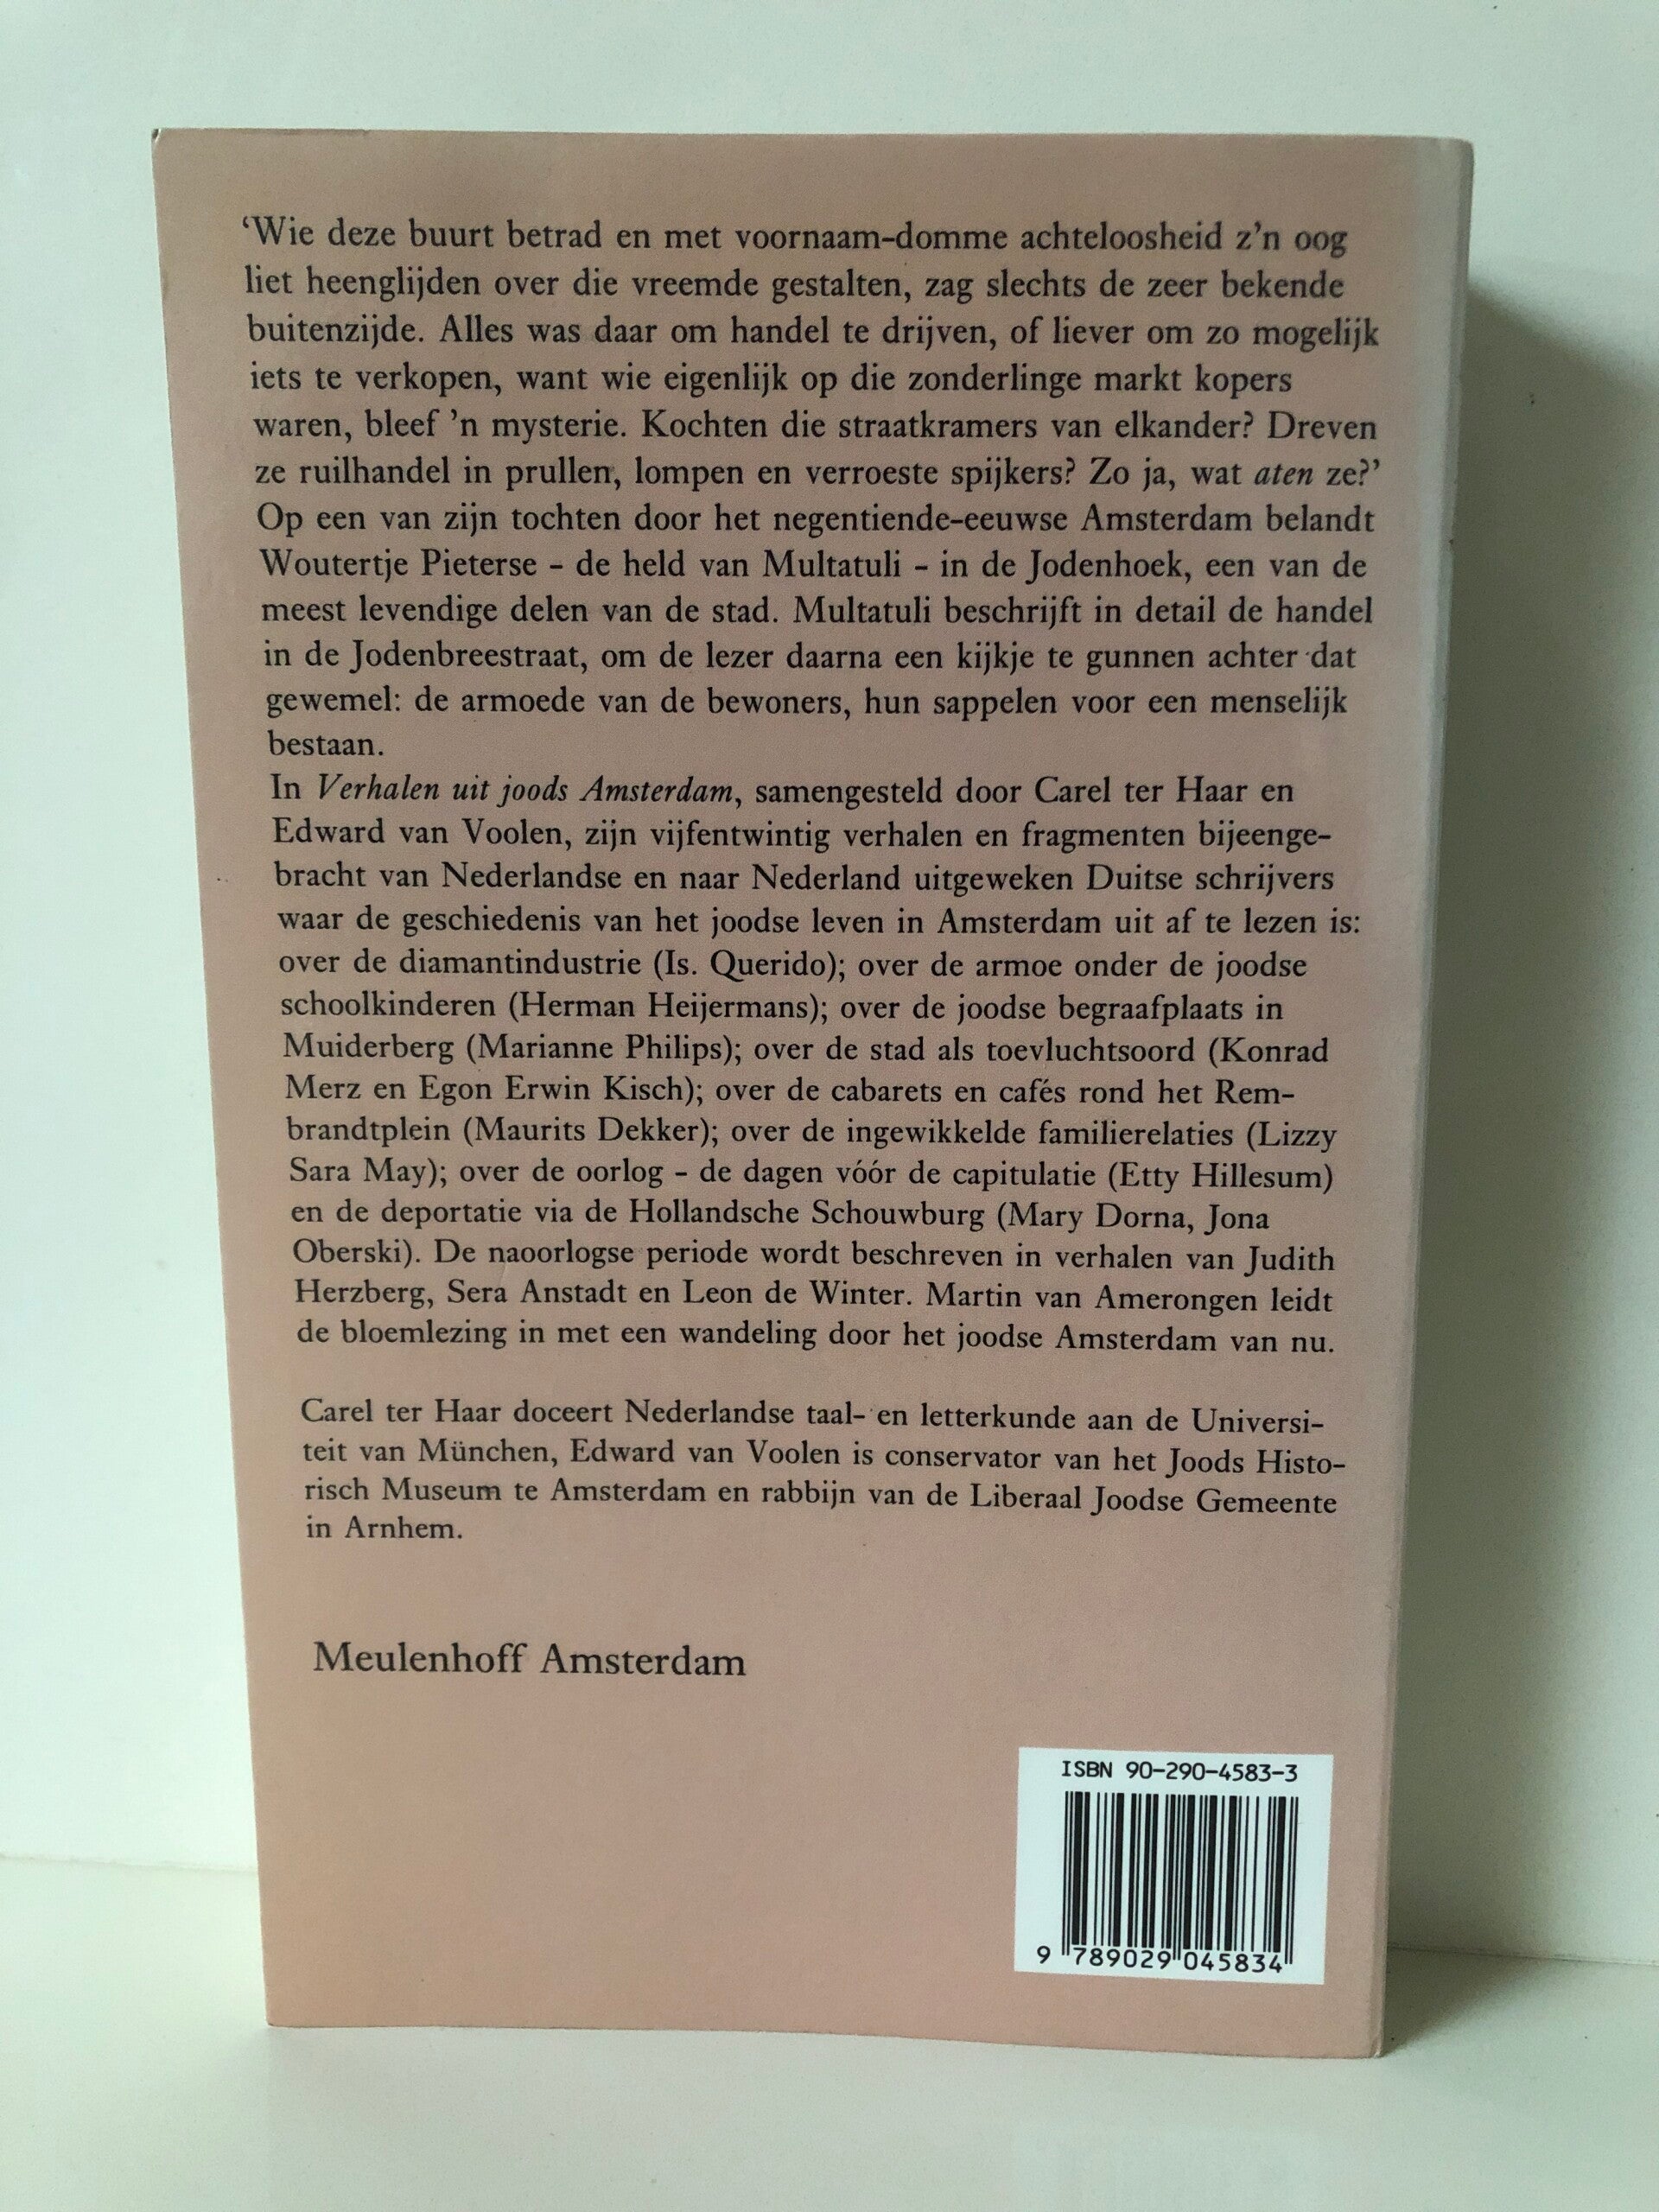 ‘Wie deze buurt betrad en met voornaam-domme achteloosheid z’n oog
liet heenglijden over die vreemde gestalten, zag slechts de zeer bekende
buitenzijde. Alles was daar om handel te drijven, of liever om zo mogelijk
iets te verkopen, want wie eigenlijk op die zonderlinge markt kopers
waren, bleef ’n mysterie. Kochten die straatkramers van elkander? Dreven
ze ruilhandel in prullen, lompen en verroeste spijkers? Zo ja, wat aten ze?’
Op een van zijn tochten door het negentiende-eeuwse Amsterdam belandt
Woutertje Pieterse – de held van Multatuli – in de Jodenhoek, een van de
meest levendige delen van de stad. Multatuli beschrijft in detail de handel
in de Jodenbreestraat, om de lezer daarna een kijkje te gunnen achter dat
gewemel: de armoede van de bewoners, hun sappelen voor een menselijk
bestaan.
In Verhalen uit joods Amsterdam, samengesteld door Carel ter Haar en
Edward van Voolen, zijn vijfentwintig verhalen en fragmenten bijeenge-
bracht van Nederlandse en naar Nederland uitgeweken Duitse schrijvers
waar de geschiedenis van het joodse leven in Amsterdam uit af te lezen is:
over de diamantindustrie (Is. Querido); over de armoe onder de joodse
schoolkinderen (Herman Heijermans); over de joodse begraafplaats in
Muiderberg (Marianne Philips); over de stad als toevluchtsoord (Konrad
Merz en Egon Erwin Kisch); over de cabarets en cafés rond het Rem-
brandtplein (Maurits Dekker); over de ingewikkelde familierelaties (Lizzy
Sara May); over de oorlog – de dagen vóór de capitulatie (Etty Hillesum)
en de deportatie via de Hollandsche Schouwburg (Mary Dorna, Jona
Oberski). De naoorlogse periode wordt beschreven in verhalen van Judith
Herzberg, Sera Anstadt en Leon de Winter. Martin van Amerongen leidt
de bloemlezing in met een wandeling door het joodse Amsterdam van nu.
Carel ter Haar doceert Nederlandse taal- en letterkunde aan de Universi-
teit van München, Edward van Voolen is conservator van het Joods Histo-
risch Museum te Amsterdam en rabbijn van de Liberaal Joodse Gemeente
in Arnhem.
Meulenhoff Amsterdam
ISBN 90-290-4583-3
9 789029 045834